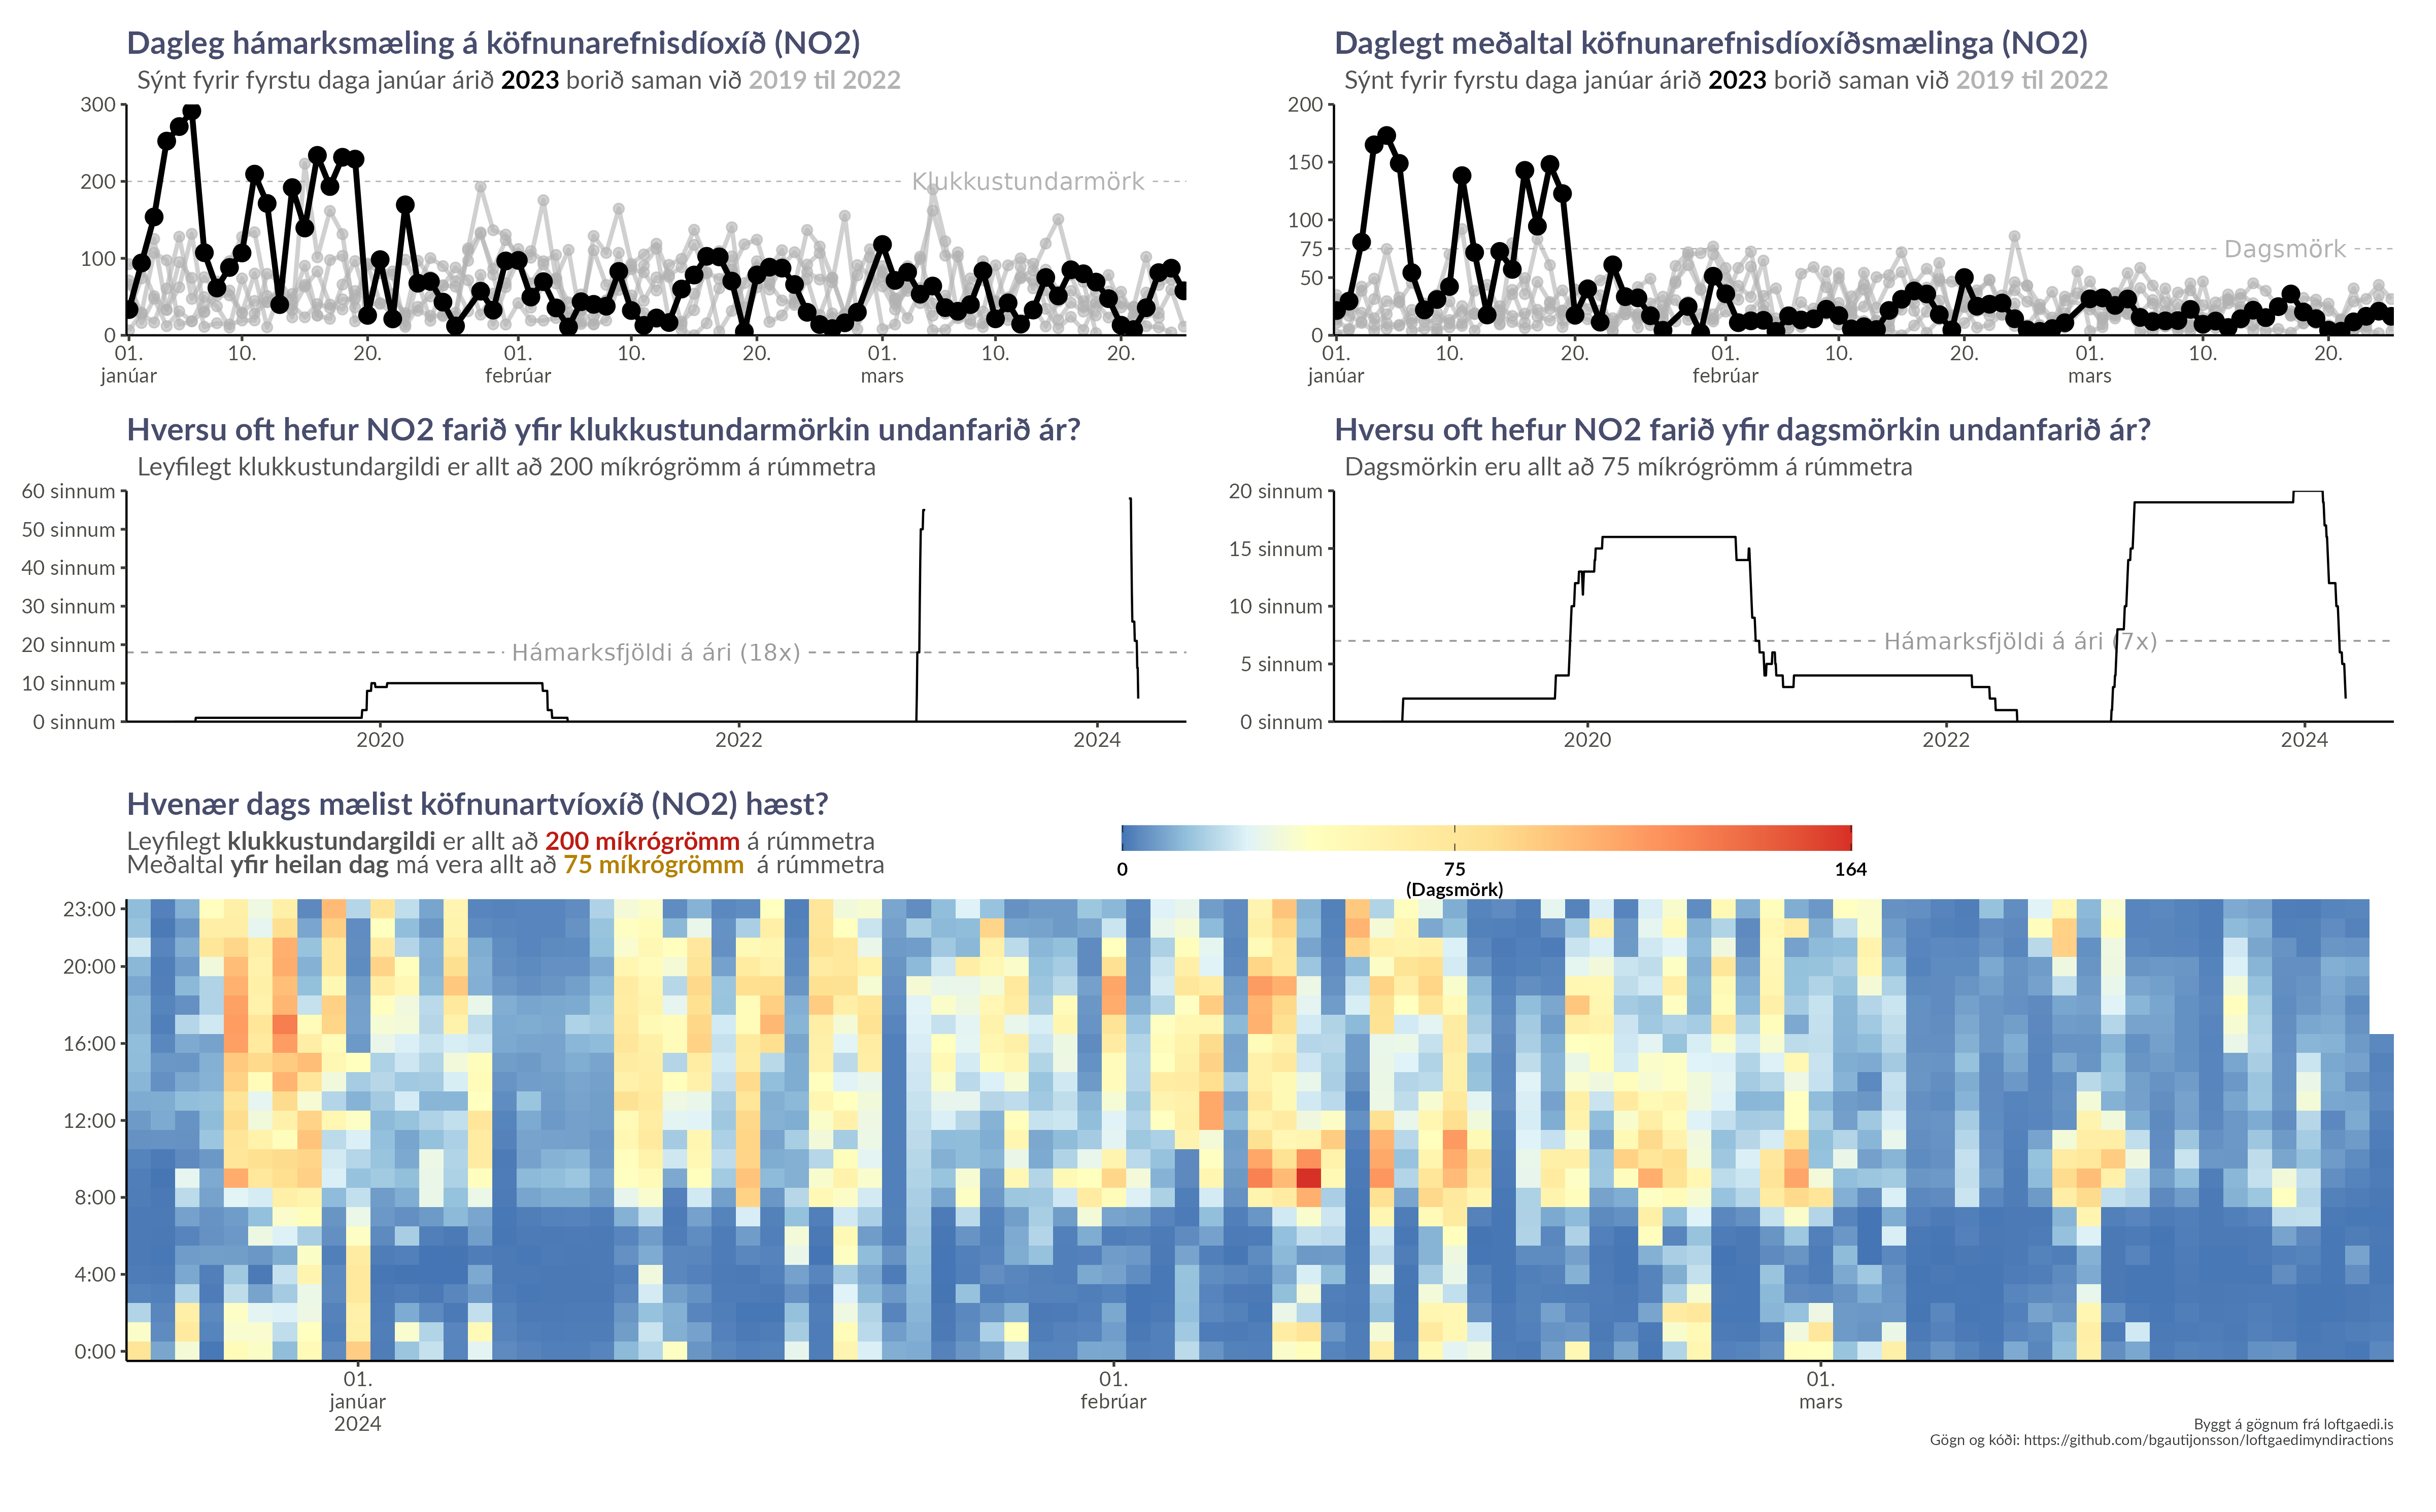 Dagleg hámarksmæling á köfnunarefnisdíoxíð (NO2)
Sýnt fyrir fyrstu daga janúar árið 2023 borið saman við 2019 til 2022
300
200
100
0
Klukkustundarmörk
01. 10. 20. 01. 10. 20. 01. 10. 20.
janúar febrúar mars
Daglegt meðaltal köfnunarefnisdíoxíðsmælinga (NO2)
Sýnt fyrir fyrstu daga janúar árið 2023 borið saman við 2019 til 2022
200
150
100
75
50
0
Dagsmörk
01. 10. 20. 01. 10. 20. 01. 10. 20.
janúar febrúar mars
Hversu oft hefur NO2 farið yfir klukkustundarmörkin undanfarið ár?
Leyfilegt klukkustundargildi er allt að 200 míkrógrömm á rúmmetra
60 sinnum
50 sinnum
40 sinnum
30 sinnum
20 sinnum
10 sinnum
0 sinnum
Hámarksfjöldi á ári (18x)
2020 2022 2024
Hversu oft hefur NO2 farið yfir dagsmörkin undanfarið ár?
Dagsmörkin eru allt að 75 míkrógrömm á rúmmetra
20 sinnum
15 sinnum
10 sinnum
5 sinnum
0 sinnum
Hámarksfjöldi á ári (7x)
2020 2022 2024
Hvenær dags mælist köfnunartvíoxíð (NO2) hæst?
Leyfilegt klukkustundargildi er allt að 200 míkrógrömm á rúmmetra
Meðaltal yfir heilan dag má vera allt að 75 míkrógrömm á rúmmetra
0 75 164
(Dagsmörk)
23:00
20:00
16:00
12:00
8:00
4:00
0:00
01. 01. 01.
janúar febrúar mars
2024
Byggt á gögnum frá loftgaedi.is
Gögn og kóði: https://github.com/bgautijonsson/loftgaedimyndiractions